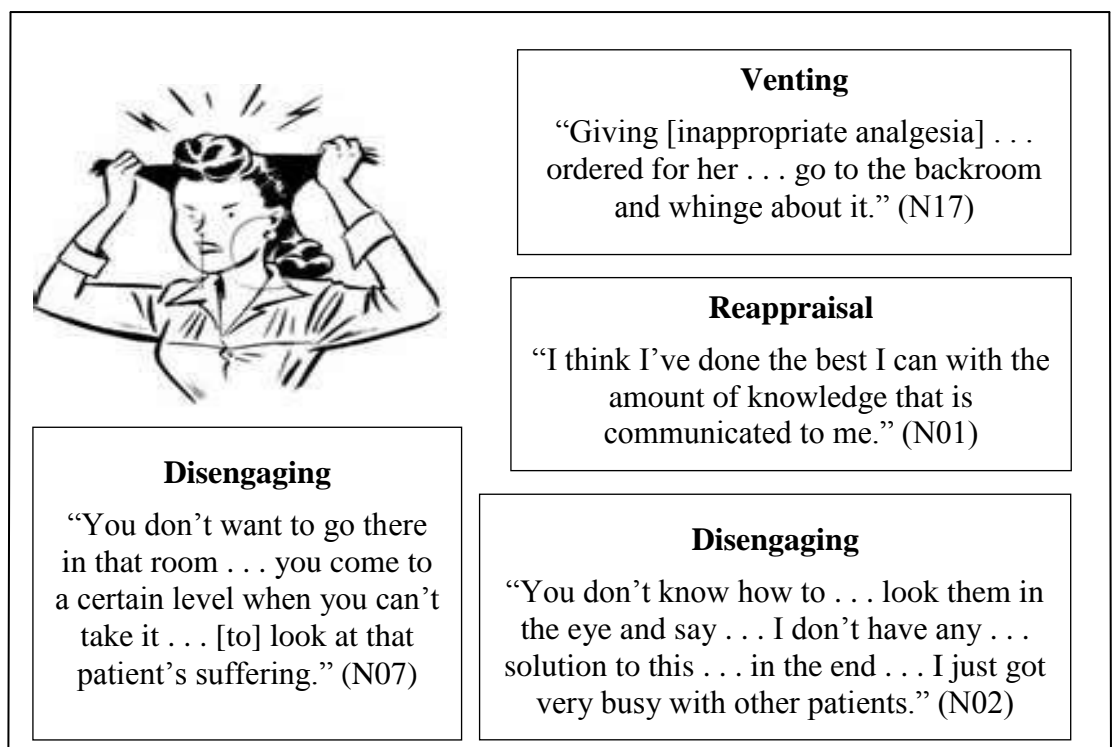 Venting
“Giving [inappropriate analgesia] . . .
ordered for her . . . go to the backroom
and whinge about it.” (N17)
Reappraisal
“I think I’ve done the best I can with the
amount of knowledge that is
communicated to me.” (N01)
Disengaging
“You don’t want to go there
in that room . . . you come to
a certain level when you can’t
take it . . . [to] look at that
patient’s suffering.” (N07)
Disengaging
“You don’t know how to . . . look them in
the eye and say . . . I don’t have any . . .
solution to this . . . in the end . . . I just got
very busy with other patients.” (N02)